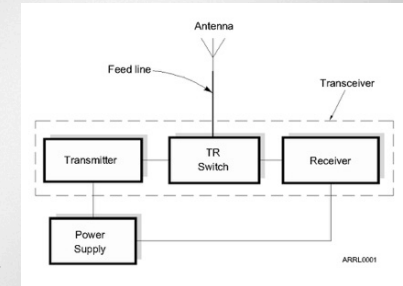 Antenna
Feed line
Transceiver
Transmitter
TR
Switch
Receiver
Power
Supply
ARRL0001